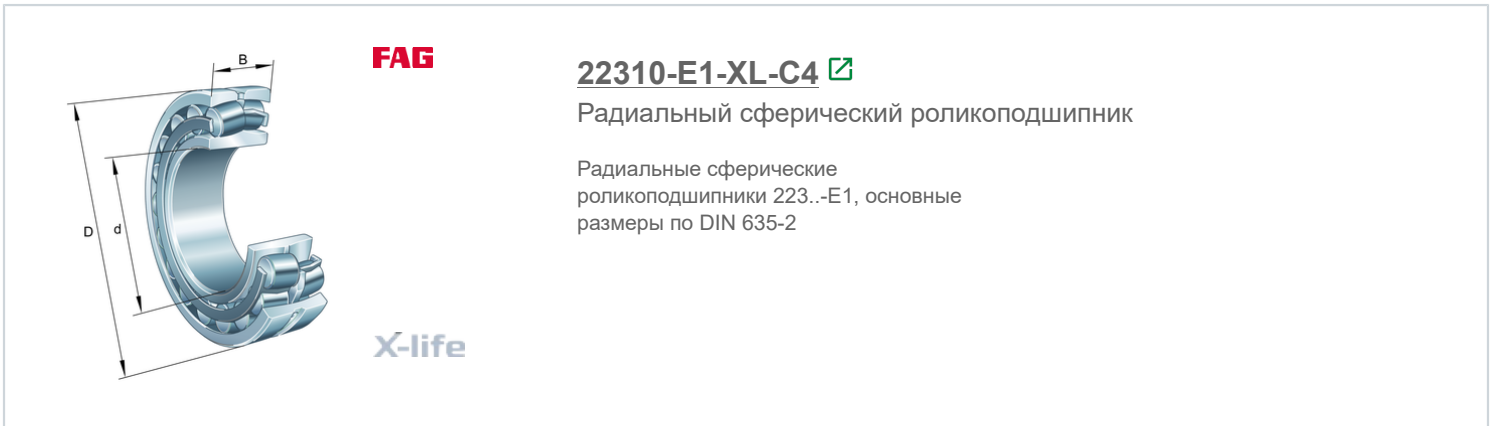 B
FAG
22310-E1-XL-C4
Радиальный сферический роликоподшипник
Радиальные сферические
роликоподшипники 223..-E1, основные
размеры по DIN 635-2
D
d
X-life